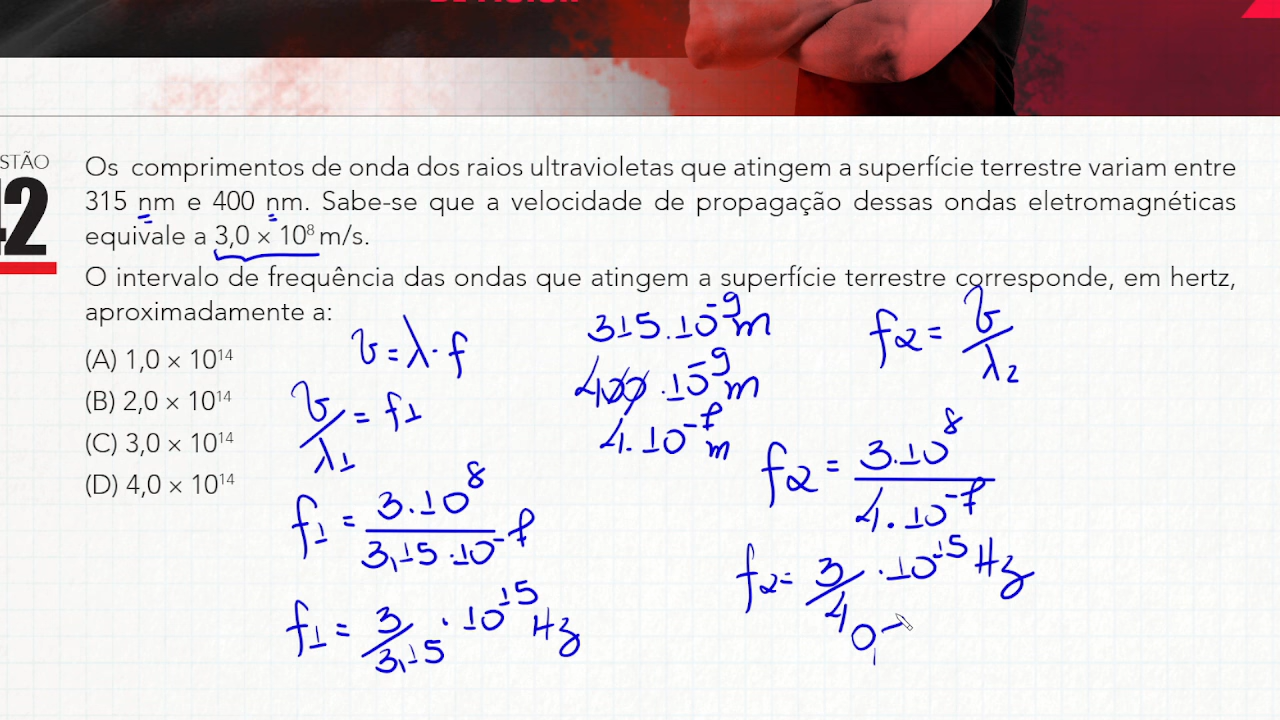 STÃO
42
Os comprimentos de onda dos raios ultravioletas que atingem a superfície terrestre variam entre
315 nm e 400 nm. Sabe-se que a velocidade de propagação dessas ondas eletromagnéticas
equivale a 3,0 × 10⁸ m/s.
O intervalo de frequência das ondas que atingem a superfície terrestre corresponde, em hertz,
aproximadamente a:
(A) 1,0 × 10¹⁴
(B) 2,0 × 10¹⁴
(C) 3,0 × 10¹⁴
(D) 4,0 × 10¹⁴
v = λ · f
v/λ₁ = f₁
f₁ = 3.10⁸ / 3,15.10⁻⁷
f₁ = 3/3,15 · 10¹⁵ Hz
315.10⁻⁹ m
400.10⁻⁹ m
4.10⁻⁷ m
f₂ = v/λ₂
f₂ = 3.10⁸ / 4.10⁻⁷
f₂ = 3/4 · 10¹⁵ Hz
0,